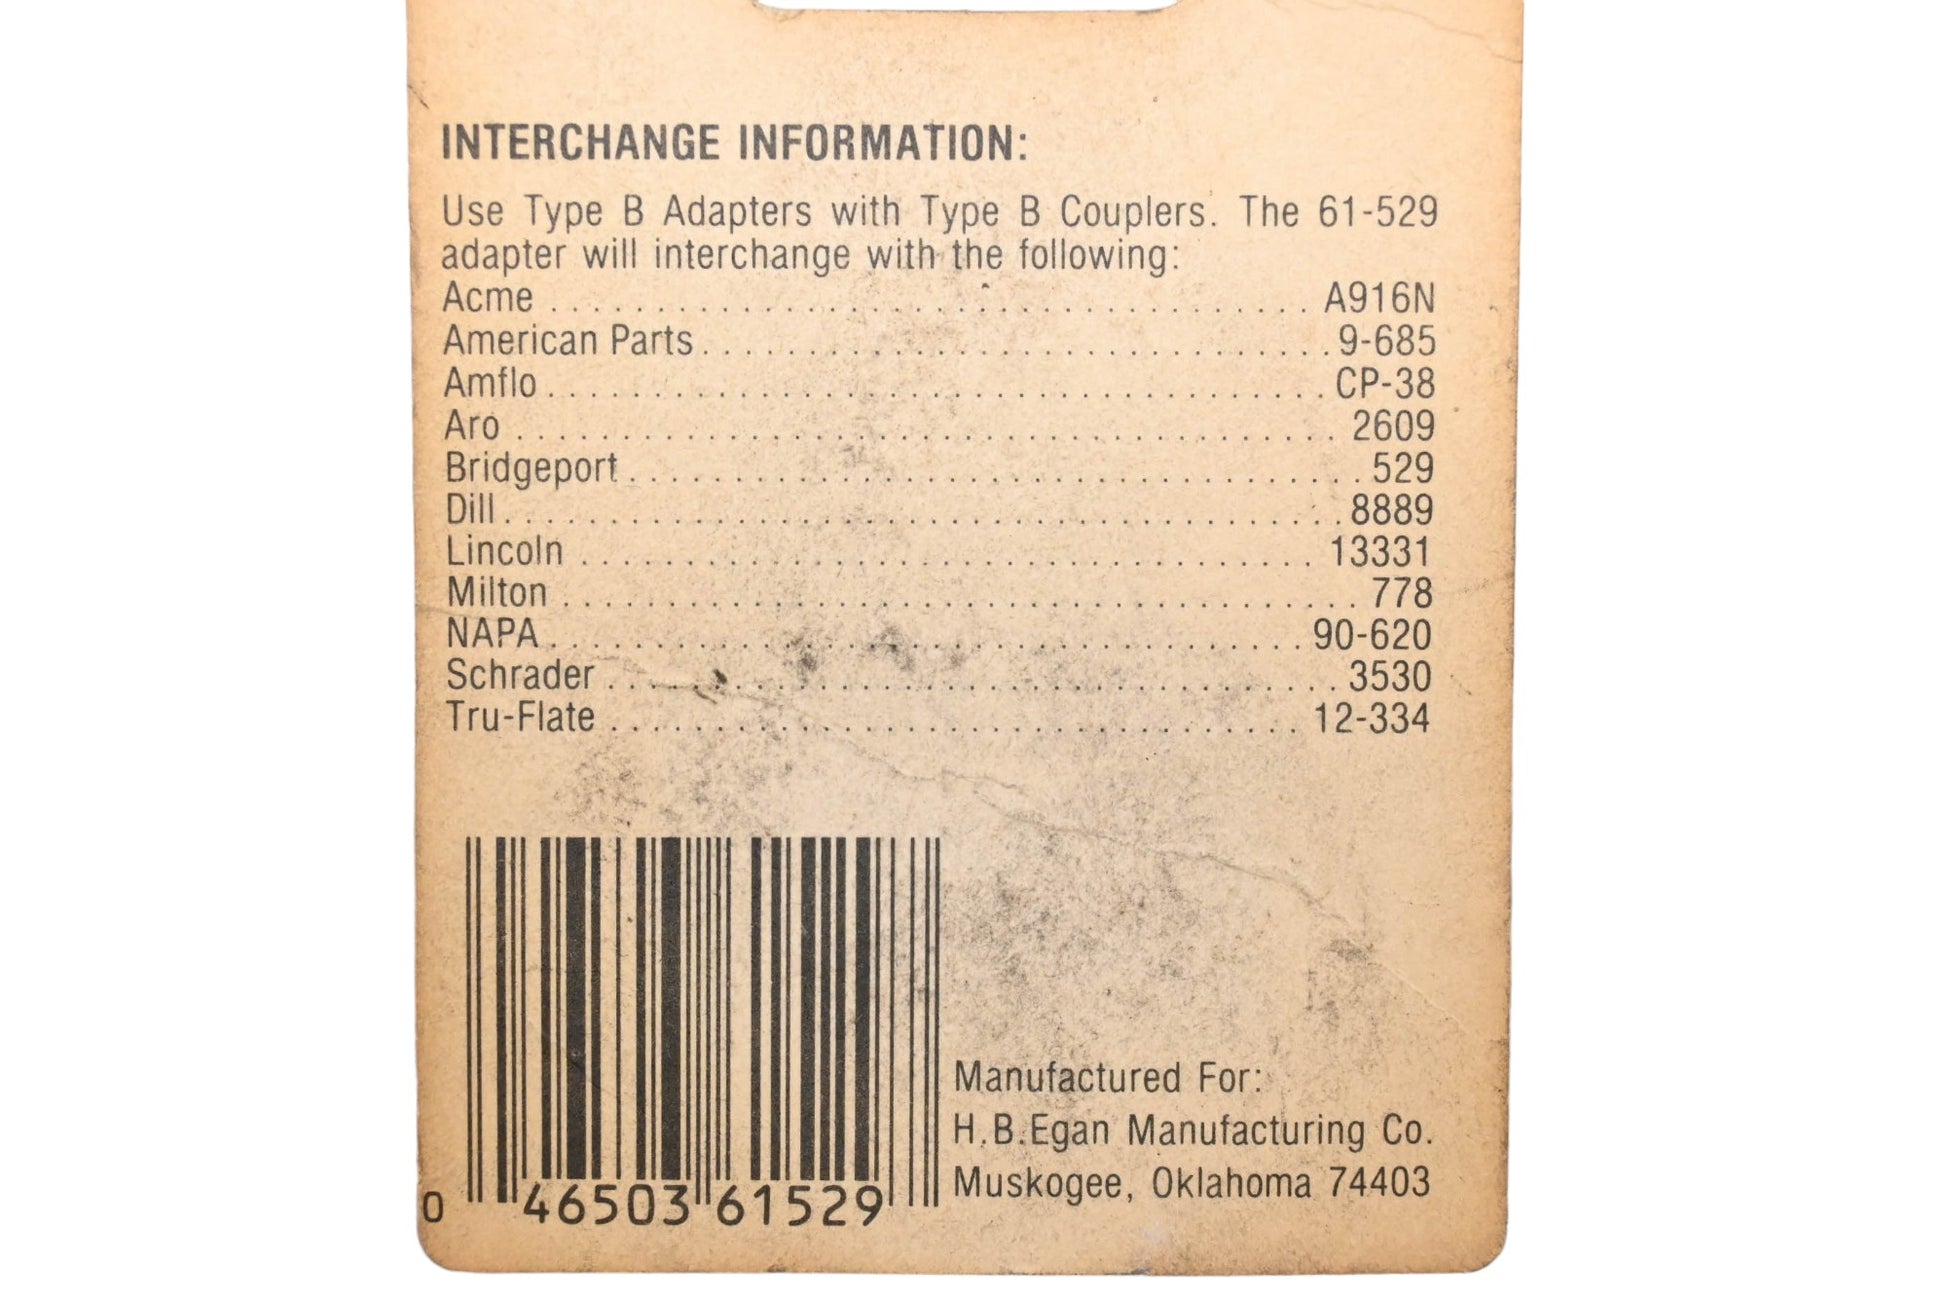 INTERCHANGE INFORMATION:
Use Type B Adapters with Type B Couplers. The 61-529
adapter will interchange with the following:
Acme . . . . . . . . . . . . . . . . . . . . . . . . . . . . . . . . . . . . A916N
American Parts. . . . . . . . . . . . . . . . . . . . . . . . . . . . . . 9-685
Amflo . . . . . . . . . . . . . . . . . . . . . . . . . . . . . . . . . . . . . CP-38
Aro . . . . . . . . . . . . . . . . . . . . . . . . . . . . . . . . . . . . . . . 2609
Bridgeport . . . . . . . . . . . . . . . . . . . . . . . . . . . . . . . . . . . 529
Dill . . . . . . . . . . . . . . . . . . . . . . . . . . . . . . . . . . . . . . . . 8889
Lincoln . . . . . . . . . . . . . . . . . . . . . . . . . . . . . . . . . . . 13331
Milton . . . . . . . . . . . . . . . . . . . . . . . . . . . . . . . . . . . . . . 778
NAPA . . . . . . . . . . . . . . . . . . . . . . . . . . . . . . . . . . . . 90-620
Schrader . . . . . . . . . . . . . . . . . . . . . . . . . . . . . . . . . . . 3530
Tru-Flate . . . . . . . . . . . . . . . . . . . . . . . . . . . . . . . . . 12-334
Manufactured For:
H.B.Egan Manufacturing Co.
Muskogee, Oklahoma 74403
0 46503 61529